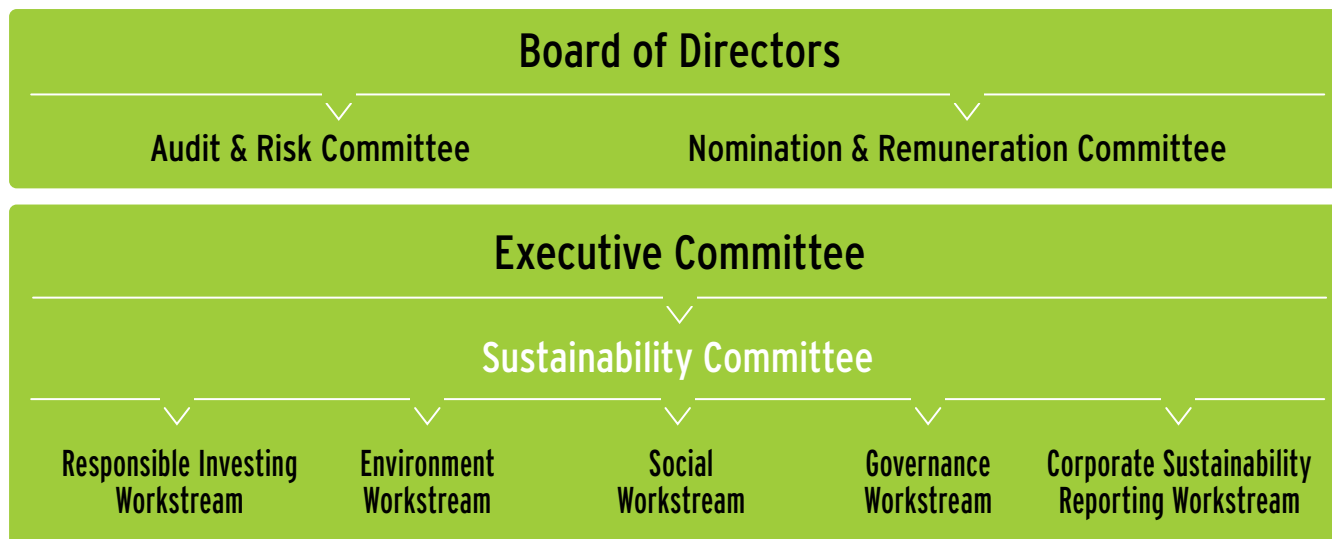 Board of Directors
Audit & Risk Committee
Nomination & Remuneration Committee
Executive Committee
Sustainability Committee
Responsible Investing
Workstream
Environment
Workstream
Social
Workstream
Governance
Workstream
Corporate Sustainability
Reporting Workstream